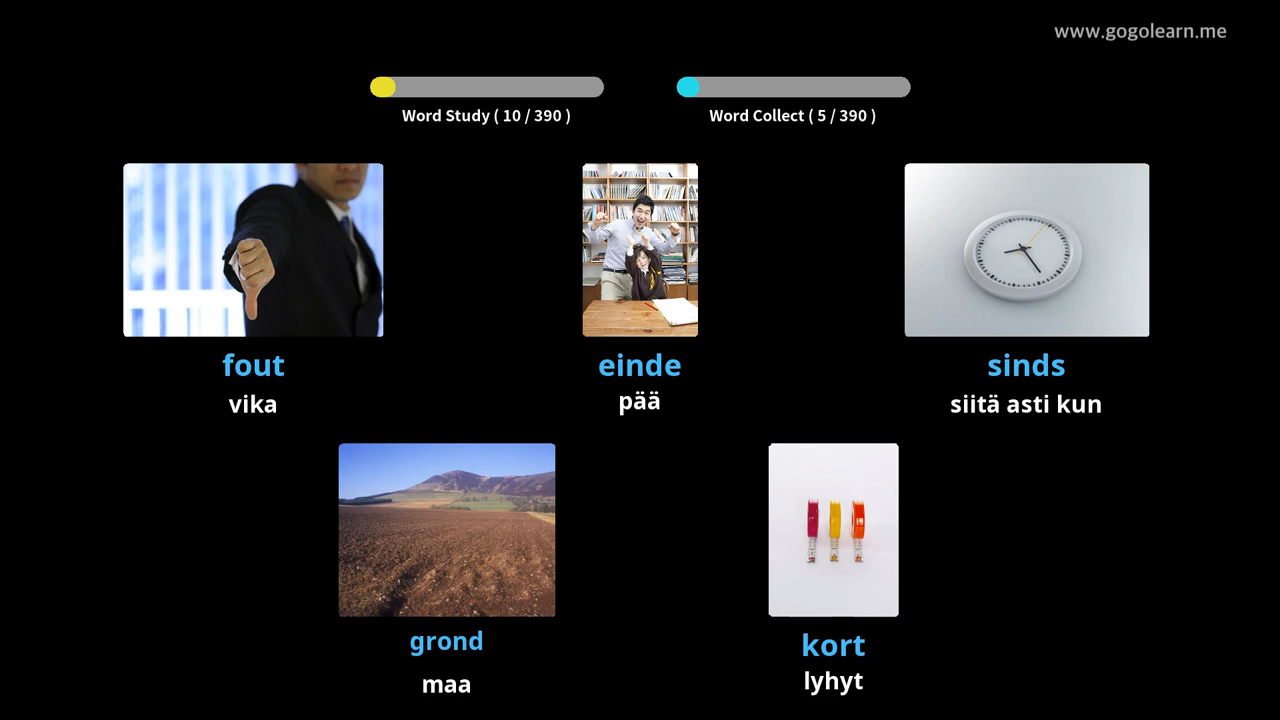 www.gogolearn.me
Word Study ( 10 / 390 )
Word Collect ( 5 / 390 )
fout
vika
einde
pää
sinds
siitä asti kun
grond
maa
kort
lyhyt